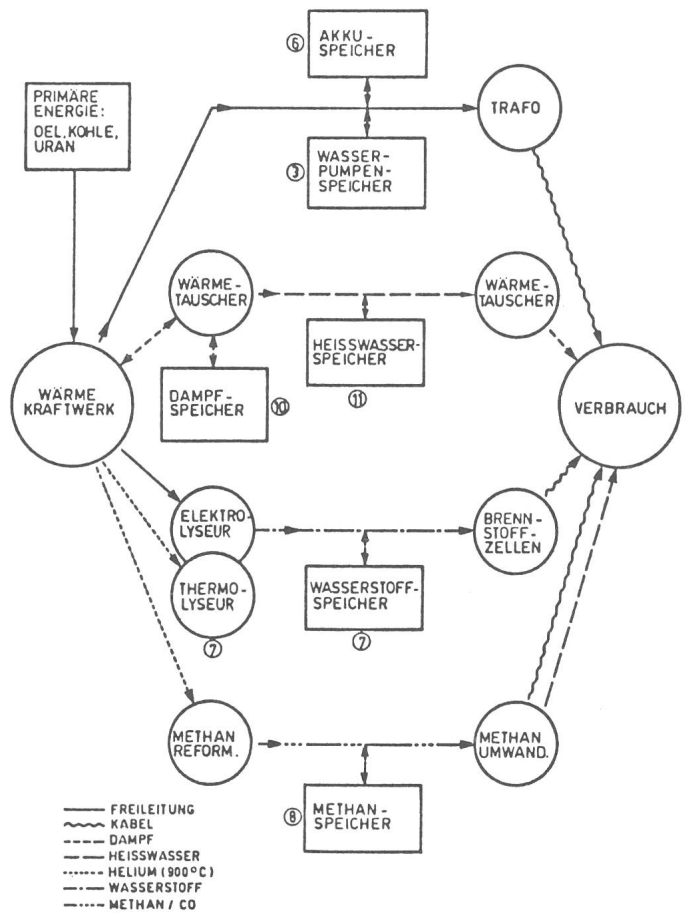 ⑥
AKKU-
SPEICHER
PRIMÄRE
ENERGIE:
OEL, KOHLE,
URAN
TRAFO
③
WASSER-
PUMPEN-
SPEICHER
WÄRME-
TAUSCHER
WÄRME-
TAUSCHER
HEISSWASSER-
SPEICHER
⑪
WÄRME
KRAFTWERK
DAMPF-
SPEICHER
⑩
VERBRAUCH
ELEKTRO-
LYSEUR
BRENN-
STOFF-
ZELLEN
THERMO-
LYSEUR
⑦
WASSERSTOFF-
SPEICHER
⑦
METHAN
REFORM.
METHAN
UMWAND.
⑧
METHAN-
SPEICHER
FREILEITUNG
KABEL
DAMPF
HEISSWASSER
HELIUM (900°C)
WASSERSTOFF
METHAN / CO